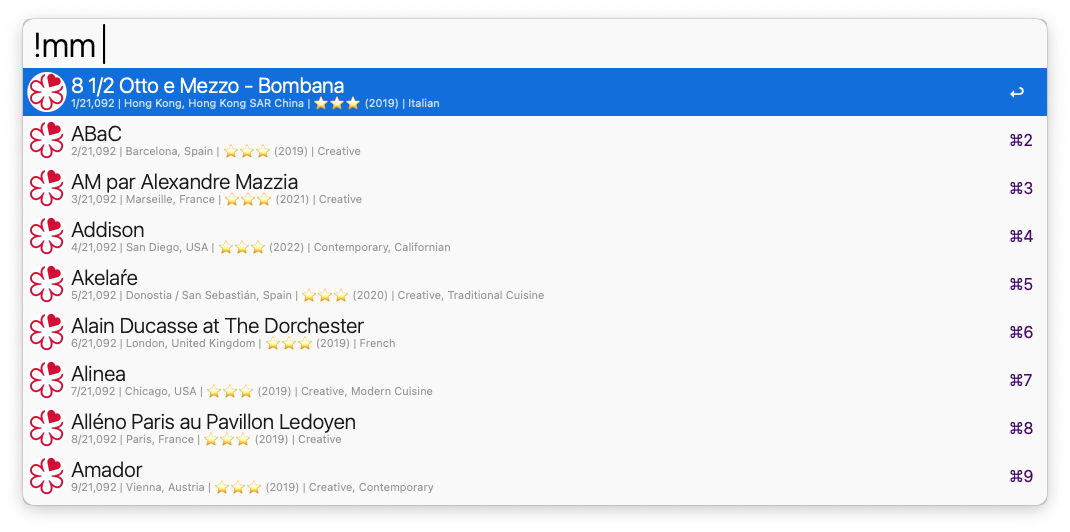 !mm
8 1/2 Otto e Mezzo - Bombana
1/21,092 | Hong Kong, Hong Kong SAR China | ⭐⭐⭐ (2019) | Italian
↩
ABaC
2/21,092 | Barcelona, Spain | ⭐⭐⭐ (2019) | Creative
⌘2
AM par Alexandre Mazzia
3/21,092 | Marseille, France | ⭐⭐⭐ (2021) | Creative
⌘3
Addison
4/21,092 | San Diego, USA | ⭐⭐⭐ (2022) | Contemporary, Californian
⌘4
Akelaŕe
5/21,092 | Donostia / San Sebastián, Spain | ⭐⭐⭐ (2020) | Creative, Traditional Cuisine
⌘5
Alain Ducasse at The Dorchester
6/21,092 | London, United Kingdom | ⭐⭐⭐ (2019) | French
⌘6
Alinea
7/21,092 | Chicago, USA | ⭐⭐⭐ (2019) | Creative, Modern Cuisine
⌘7
Alléno Paris au Pavillon Ledoyen
8/21,092 | Paris, France | ⭐⭐⭐ (2019) | Creative
⌘8
Amador
9/21,092 | Vienna, Austria | ⭐⭐⭐ (2019) | Creative, Contemporary
⌘9